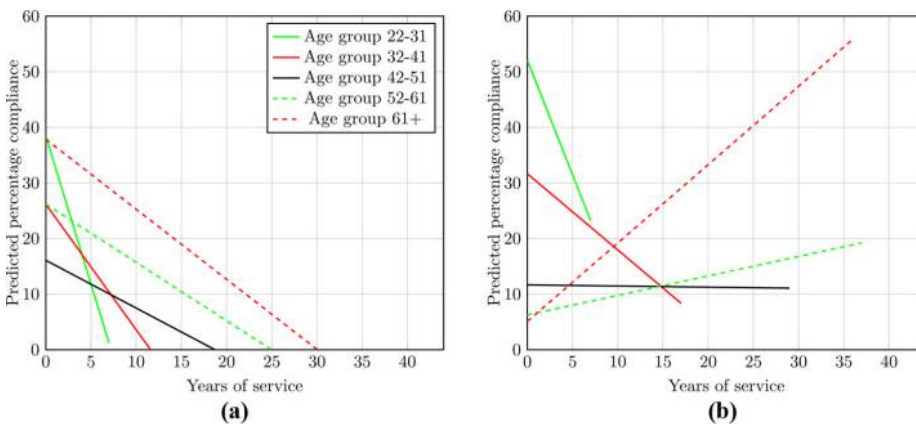 60
50
40
30
20
10
0
0 5 10 15 20 25 30 35 40
Predicted percentage compliance
Years of service
Age group 22-31
Age group 32-41
Age group 42-51
Age group 52-61
Age group 61+
(a)
60
50
40
30
20
10
0
0 5 10 15 20 25 30 35 40
Predicted percentage compliance
Years of service
(b)